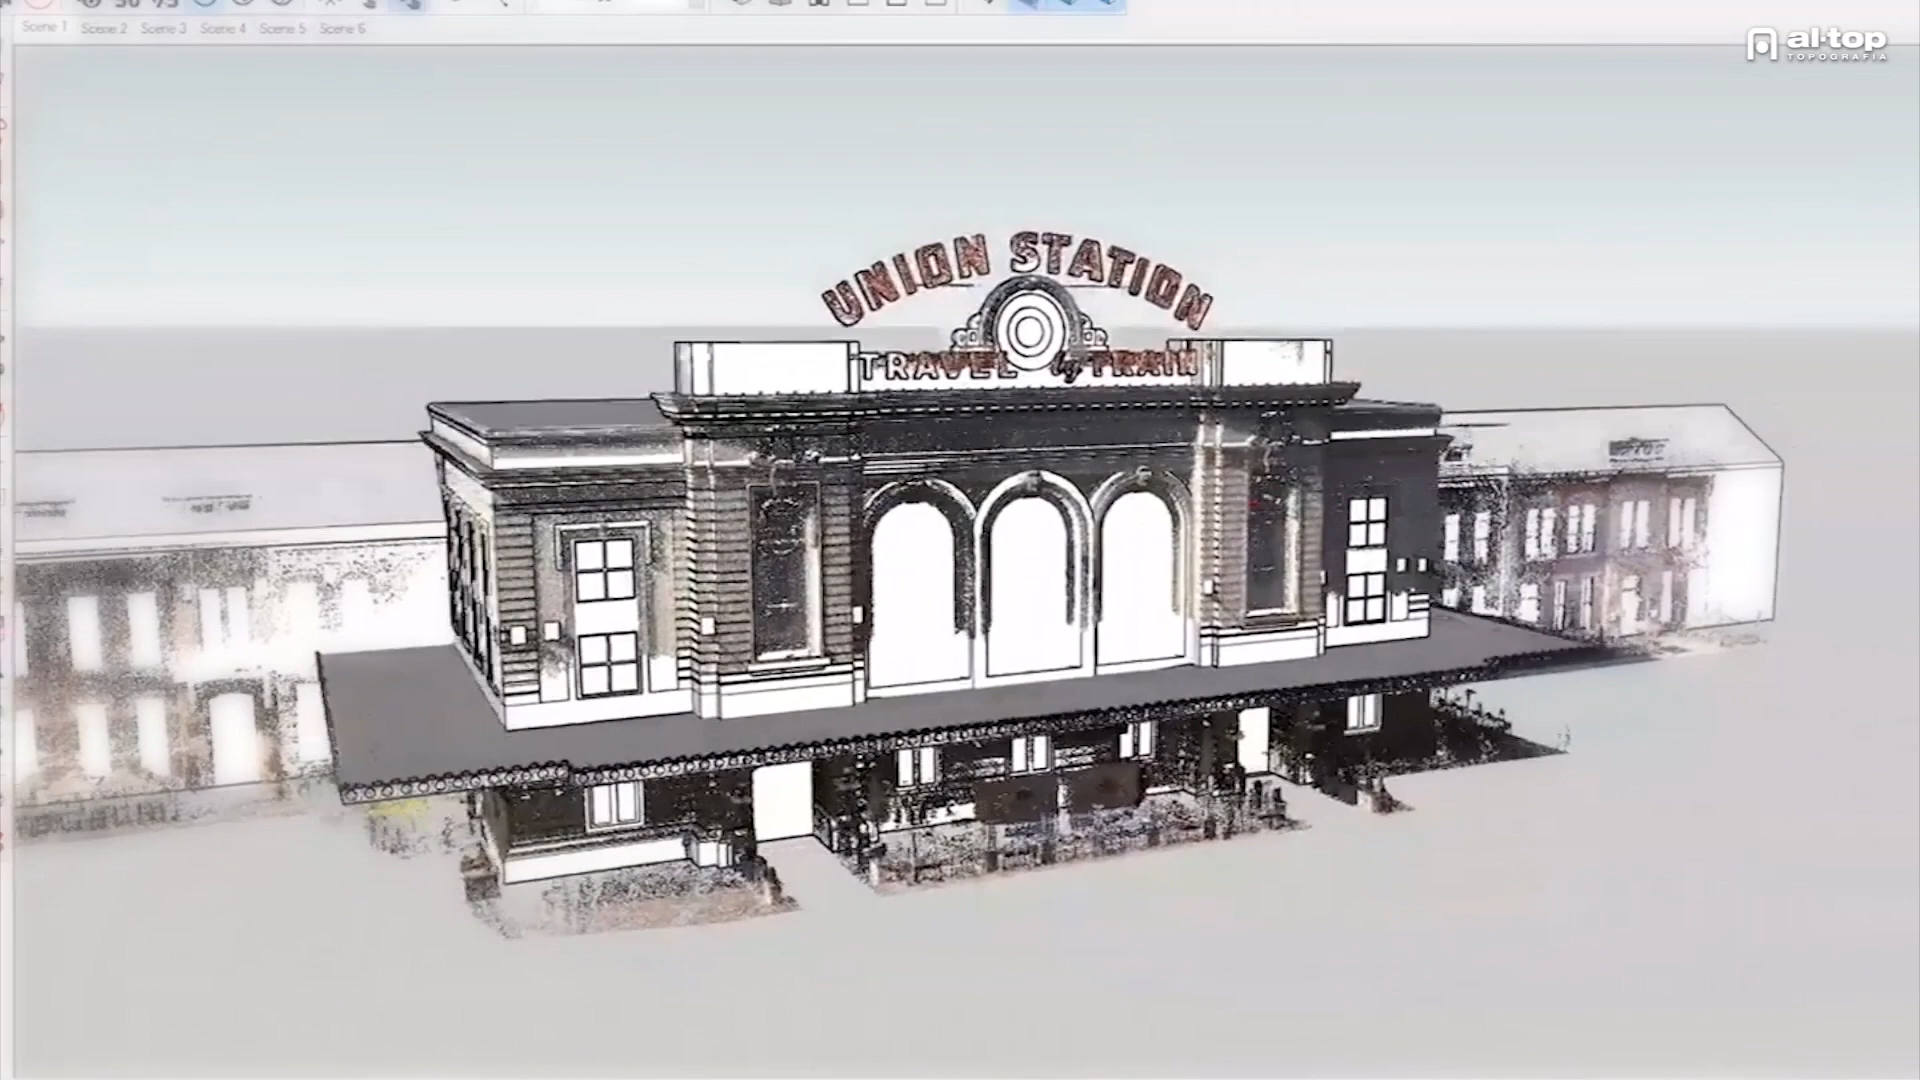 Scene 1 Scene 2 Scene 3 Scene 4 Scene 5 Scene 6
al·top
TOPOGRAFIA
UNION STATION
TRAVEL by TRAIN